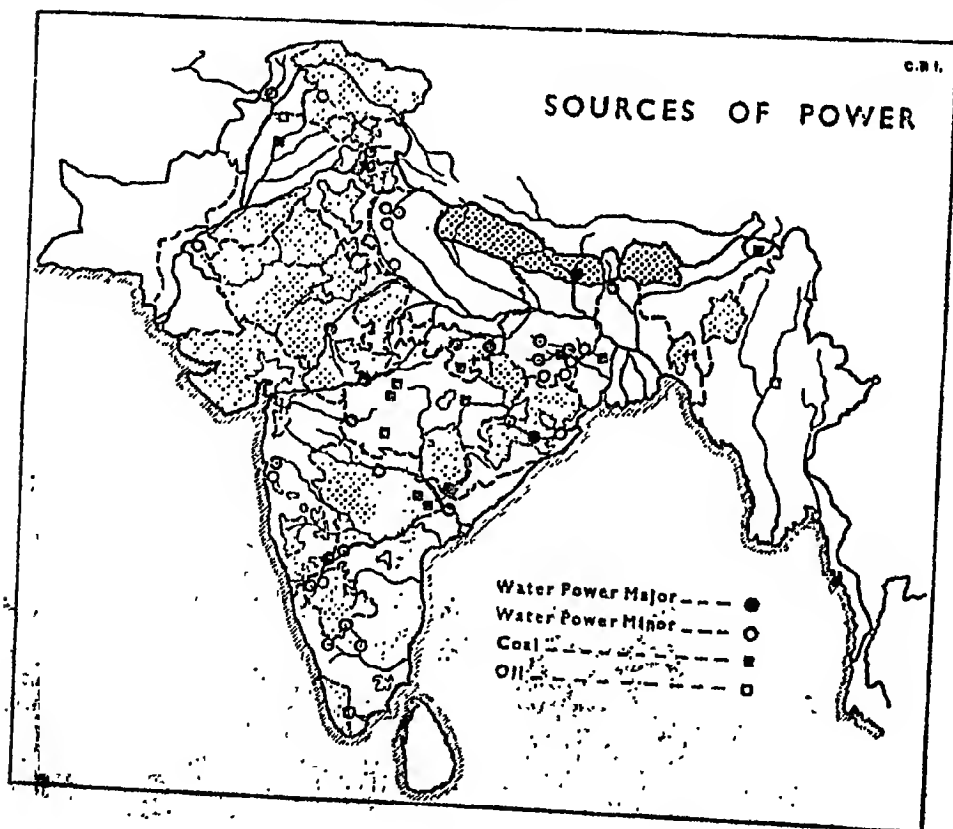 SOURCES OF POWER
Water Power Major
Water Power Minor
Coal
Oil